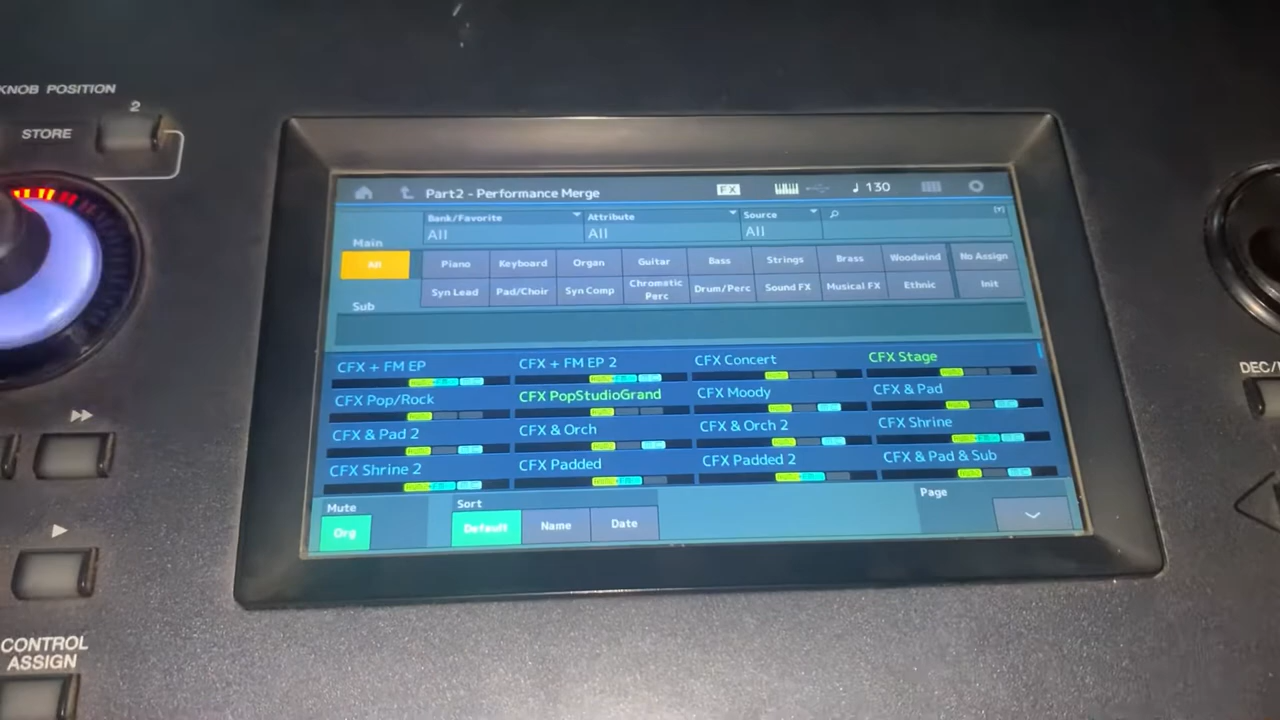 KNOB POSITION
2
STORE
Part2 - Performance Merge
FX
♩ 130
Bank/Favorite
All
Attribute
All
Source
All
Main
All
Piano
Keyboard
Organ
Guitar
Bass
Strings
Brass
Woodwind
No Assign
Syn Lead
Pad/Choir
Syn Comp
Chromatic
Perc
Drum/Perc
Sound FX
Musical FX
Ethnic
Init
Sub
CFX + FM EP
CFX + FM EP 2
CFX Concert
CFX Stage
CFX Pop/Rock
CFX PopStudioGrand
CFX Moody
CFX & Pad
CFX & Pad 2
CFX & Orch
CFX & Orch 2
CFX Shrine
CFX Shrine 2
CFX Padded
CFX Padded 2
CFX & Pad & Sub
Mute
Org
Sort
Default
Name
Date
Page
CONTROL
ASSIGN